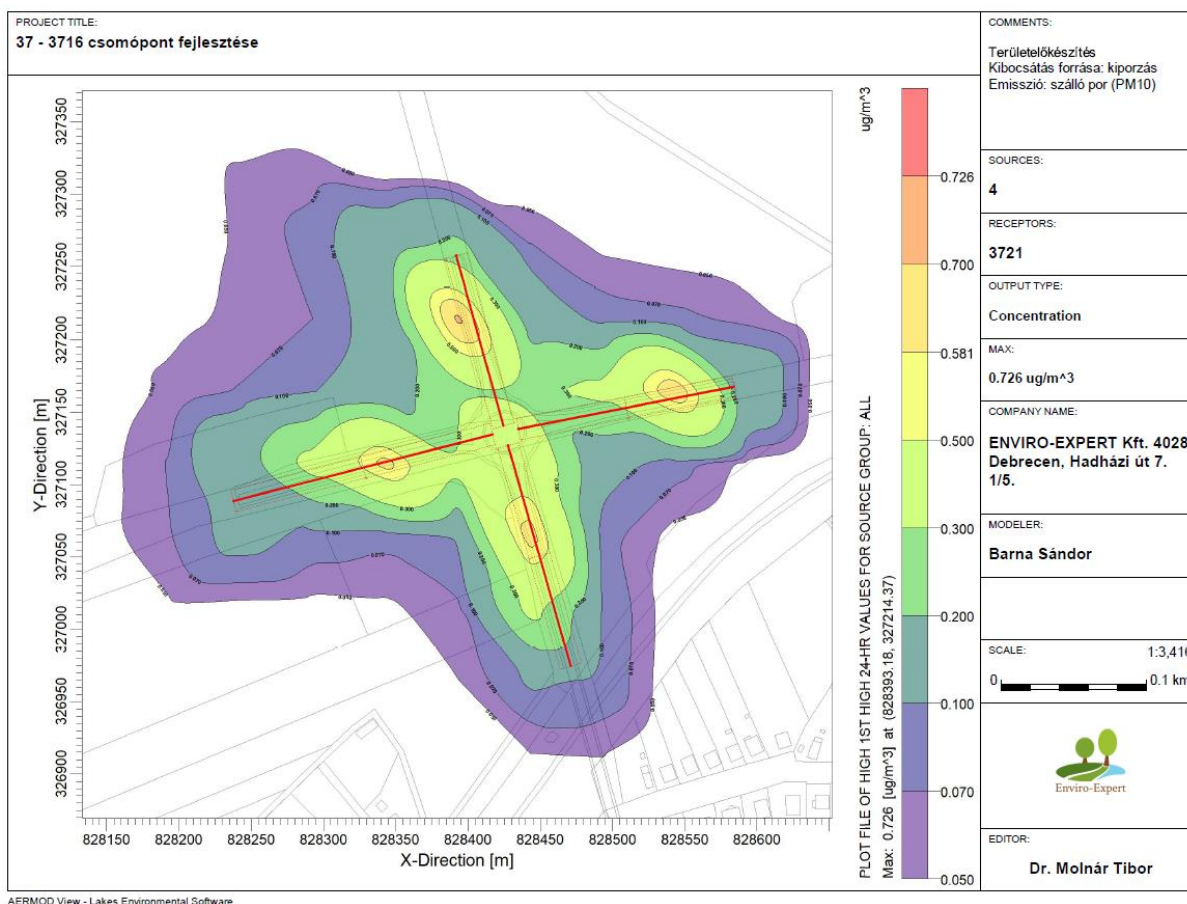 PROJECT TITLE:
37 - 3716 csomópont fejlesztése
COMMENTS:
Területelőkészítés
Kibocsátás forrása: kiporzás
Emisszió: szálló por (PM10)
SOURCES:
4
RECEPTORS:
3721
OUTPUT TYPE:
Concentration
MAX:
0.726 ug/m^3
COMPANY NAME:
ENVIRO-EXPERT Kft. 4028
Debrecen, Hadházi út 7.
1/5.
MODELER:
Barna Sándor
SCALE:
1:3,416
0
0.1 km
Enviro-Expert
EDITOR:
Dr. Molnár Tibor
Y-Direction [m]
327350
327300
327250
327200
327150
327100
327050
327000
326950
326900
828150
828200
828250
828300
828350
828400
828450
828500
828550
828600
X-Direction [m]
PLOT FILE OF HIGH 1ST HIGH 24-HR VALUES FOR SOURCE GROUP: ALL
Max: 0.726 [ug/m^3] at (828393.18, 327214.37)
ug/m^3
0.726
0.700
0.581
0.500
0.300
0.200
0.100
0.070
0.050
AERMOD View - Lakes Environmental Software